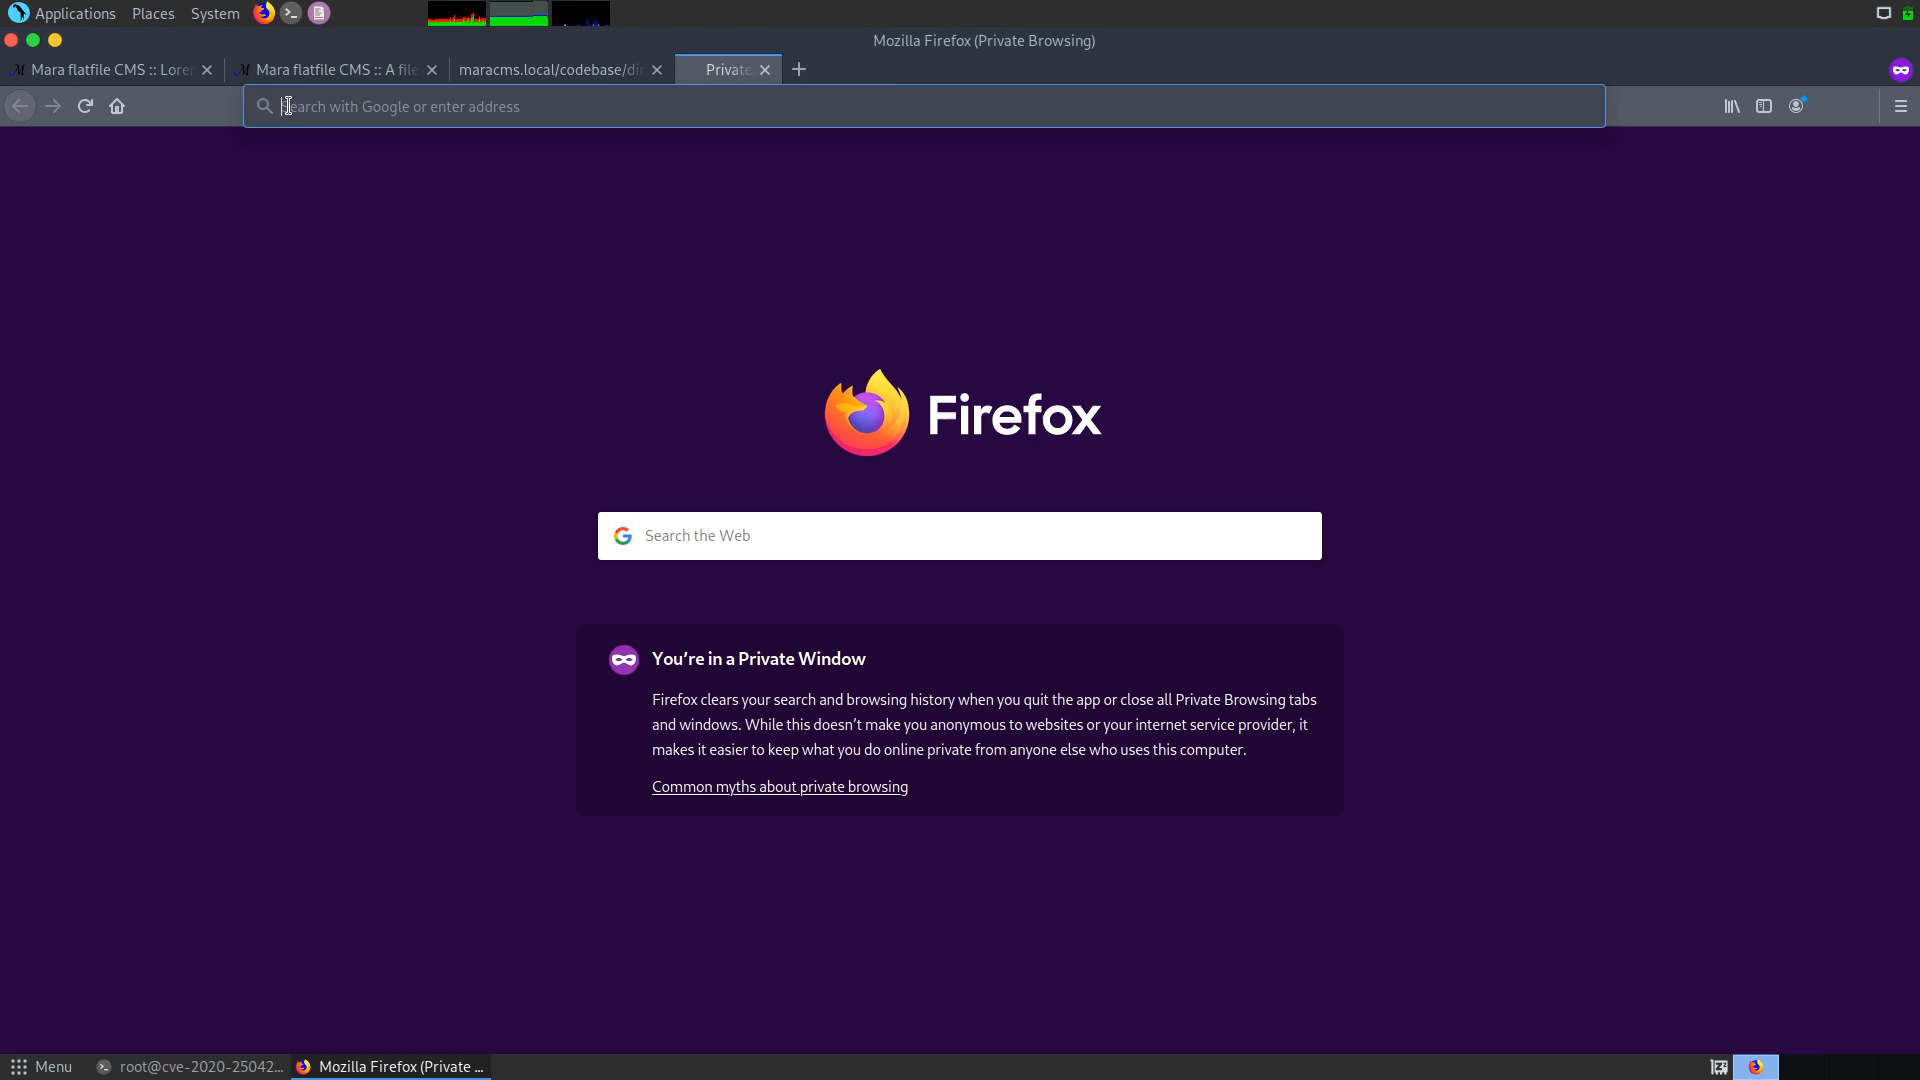 Applications Places System
Mozilla Firefox (Private Browsing)
Mara flatfile CMS :: Lore
Mara flatfile CMS :: A file
maracms.local/codebase/dir
Private
Search with Google or enter address
Firefox
Search the Web
You're in a Private Window
Firefox clears your search and browsing history when you quit the app or close all Private Browsing tabs
and windows. While this doesn't make you anonymous to websites or your internet service provider, it
makes it easier to keep what you do online private from anyone else who uses this computer.
Common myths about private browsing
Menu
root@cve-2020-25042...
Mozilla Firefox (Private ...